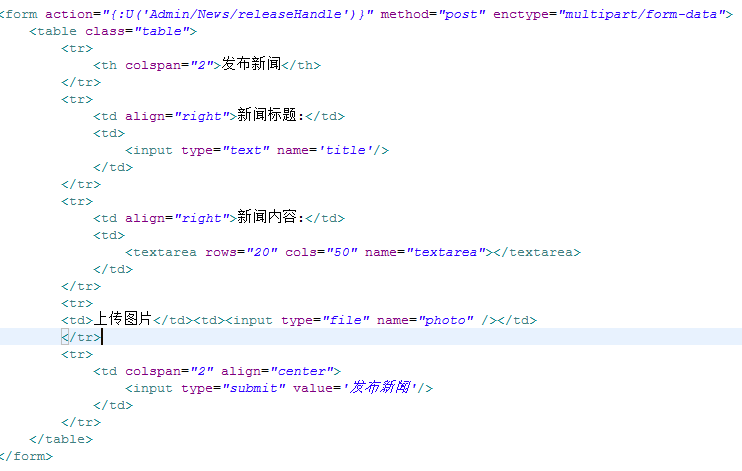 <form action="{:U('Admin/News/releaseHandle')}" method="post" enctype="multipart/form-data">
    <table class="table">
        <tr>
            <th colspan="2">发布新闻</th>
        </tr>
        <tr>
            <td align="right">新闻标题:</td>
            <td>
                <input type="text" name='title'/>
            </td>
        </tr>
        <tr>
            <td align="right">新闻内容:</td>
            <td>
                <textarea rows="20" cols="50" name="textarea"></textarea>
            </td>
        </tr>
        <tr>
        <td>上传图片</td><td><input type="file" name="photo" /></td>
        </tr>
        <tr>
            <td colspan="2" align="center">
                <input type="submit" value='发布新闻'/>
            </td>
        </tr>
    </table>
</form>